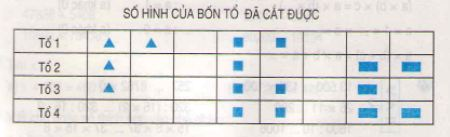 SỐ HÌNH CỦA BỐN TỔ ĐÃ CẮT ĐƯỢC
Tổ 1
Tổ 2
Tổ 3
Tổ 4